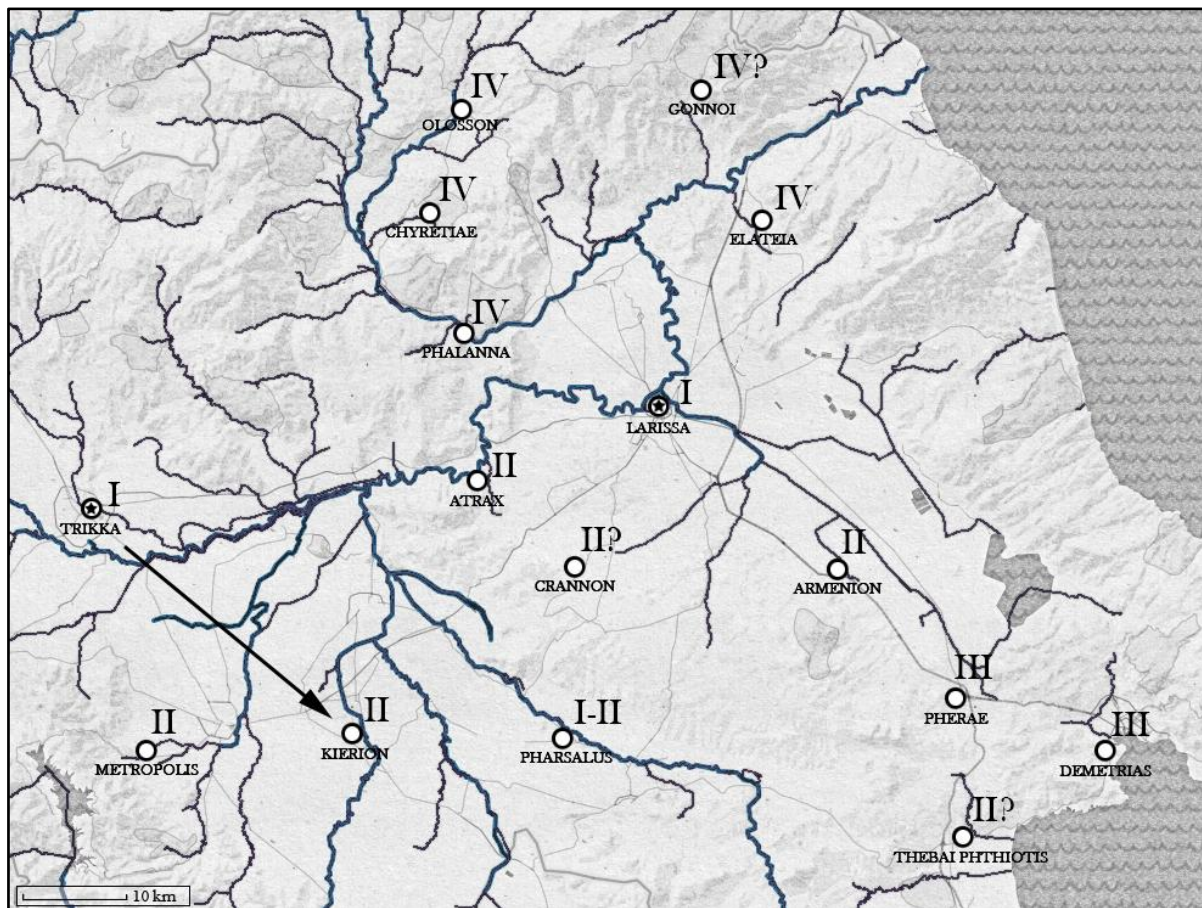 IV?
GONNOI
IV
OLOSSON
IV
CHYRETIAE
IV
ELATEIA
IV
PHALANNA
I
LARISSA
II
ATRAX
I
TRIKKA
II?
CRANNON
II
ARMENION
III
PHERAE
II
KIERION
I-II
PHARSALUS
II
METROPOLIS
III
DEMETRIAS
II?
THEBAI PHTHIOTIS
10 km